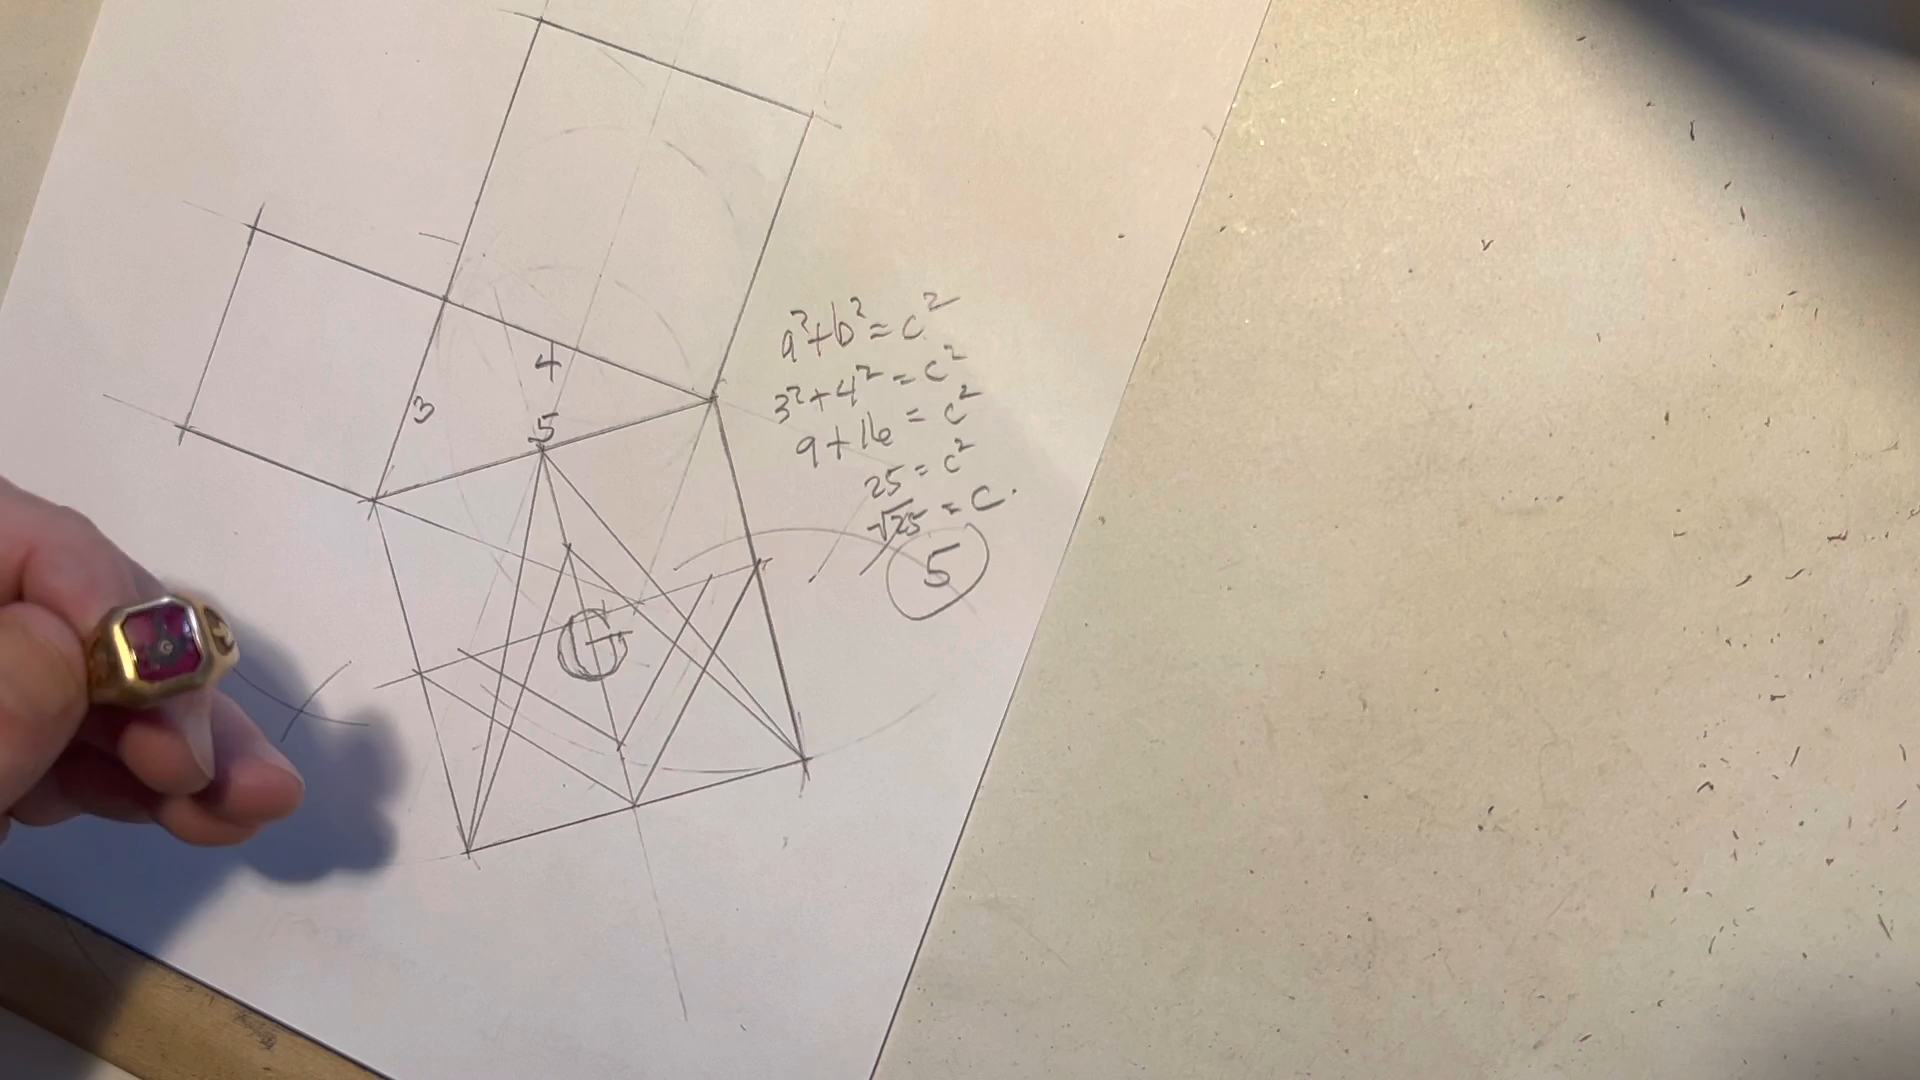 4
3
5
G
a²+b²=c²
3²+4²=c²
9+16=c²
25=c²
√25=c.
5
G